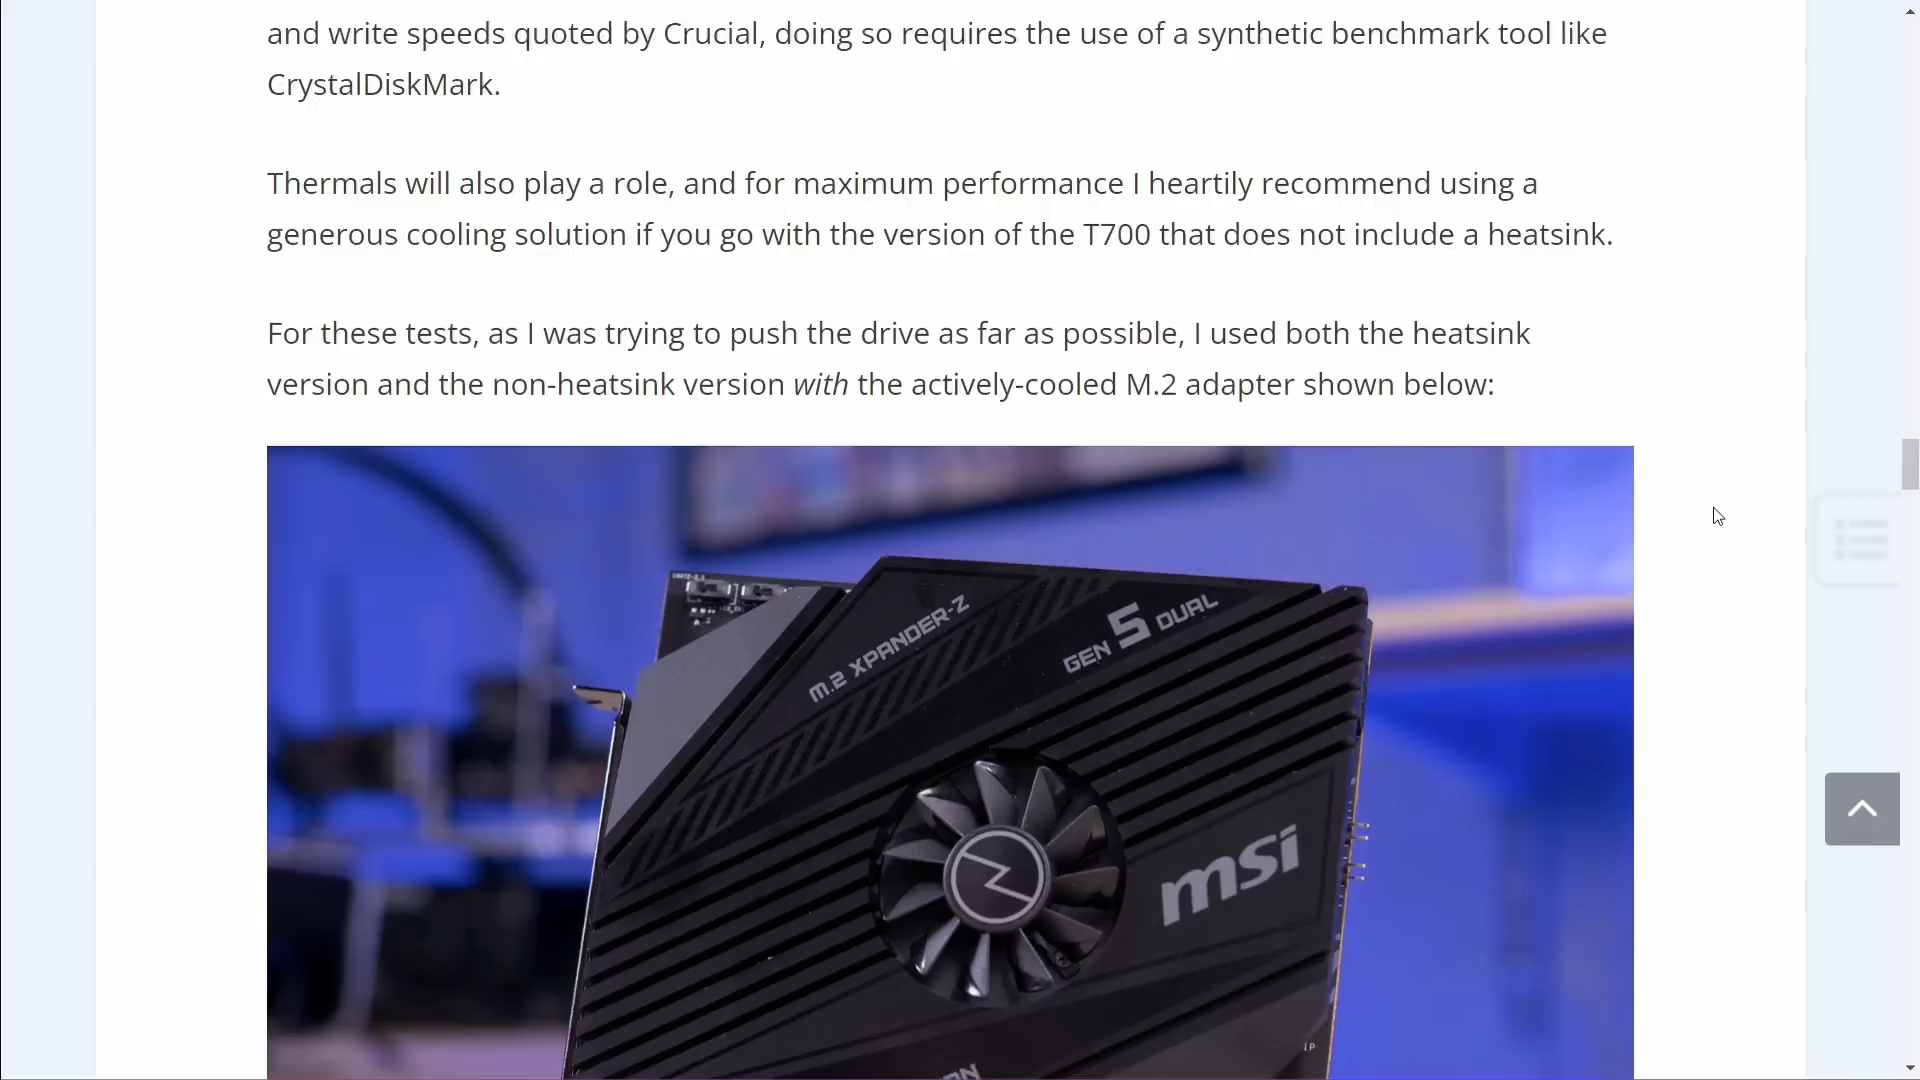 and write speeds quoted by Crucial, doing so requires the use of a synthetic benchmark tool like
CrystalDiskMark.
Thermals will also play a role, and for maximum performance I heartily recommend using a
generous cooling solution if you go with the version of the T700 that does not include a heatsink.
For these tests, as I was trying to push the drive as far as possible, I used both the heatsink
version and the non-heatsink version with the actively-cooled M.2 adapter shown below:
M.2 XPANDER-Z
GEN 5 DUAL
msi